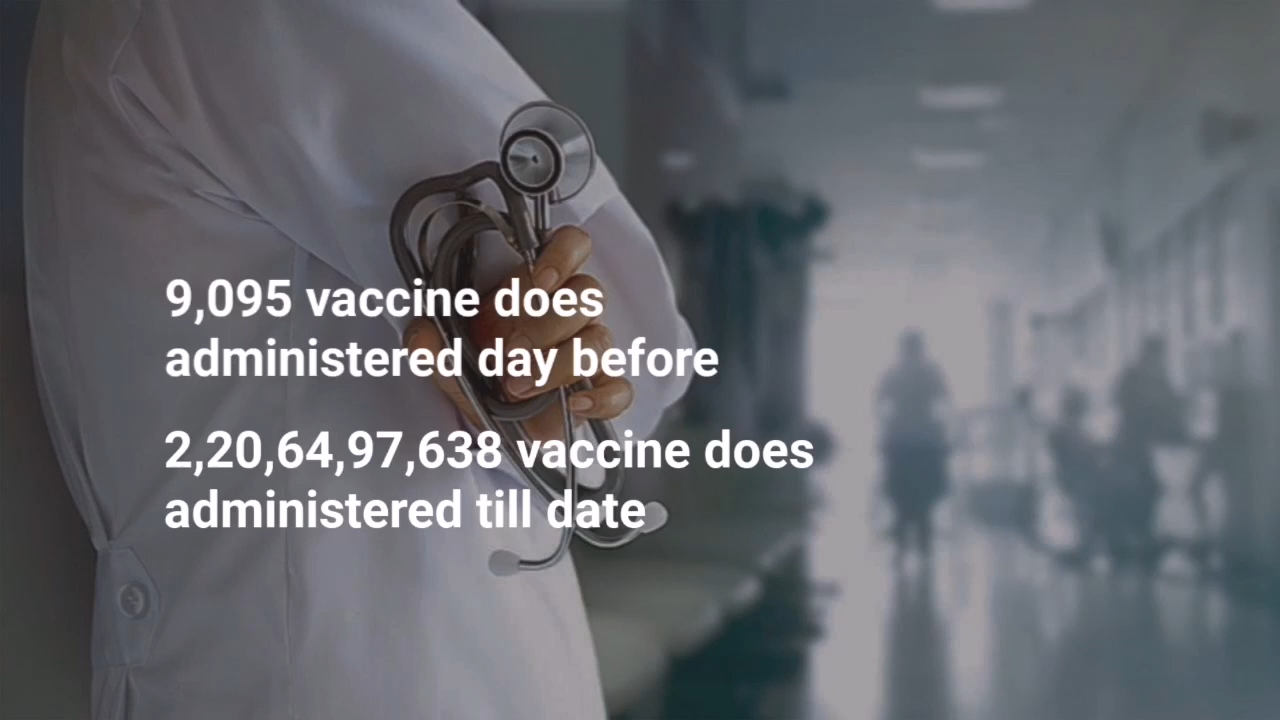 9,095 vaccine does
administered day before
2,20,64,97,638 vaccine does
administered till date